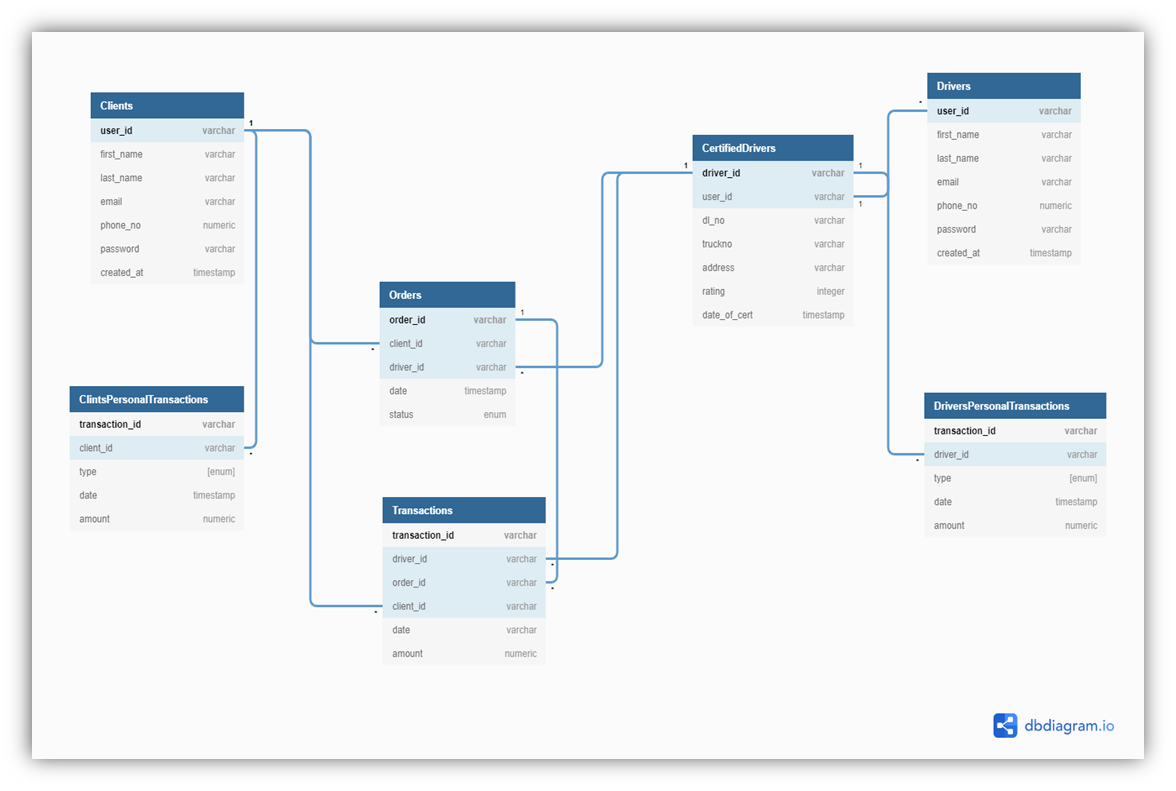 Clients
user_id varchar
first_name varchar
last_name varchar
email varchar
phone_no numeric
password varchar
created_at timestamp
1
ClintsPersonalTransactions
transaction_id varchar
client_id varchar
type [enum]
date timestamp
amount numeric
*
Orders
order_id varchar
client_id varchar
driver_id varchar
date timestamp
status enum
1
*
*
Transactions
transaction_id varchar
driver_id varchar
order_id varchar
client_id varchar
date varchar
amount numeric
*
*
*
CertifiedDrivers
driver_id varchar
user_id varchar
dl_no varchar
truckno varchar
address varchar
rating integer
date_of_cert timestamp
1
1
1
Drivers
user_id varchar
first_name varchar
last_name varchar
email varchar
phone_no numeric
password varchar
created_at timestamp
*
DriversPersonalTransactions
transaction_id varchar
driver_id varchar
type [enum]
date timestamp
amount numeric
*
dbdiagram.io